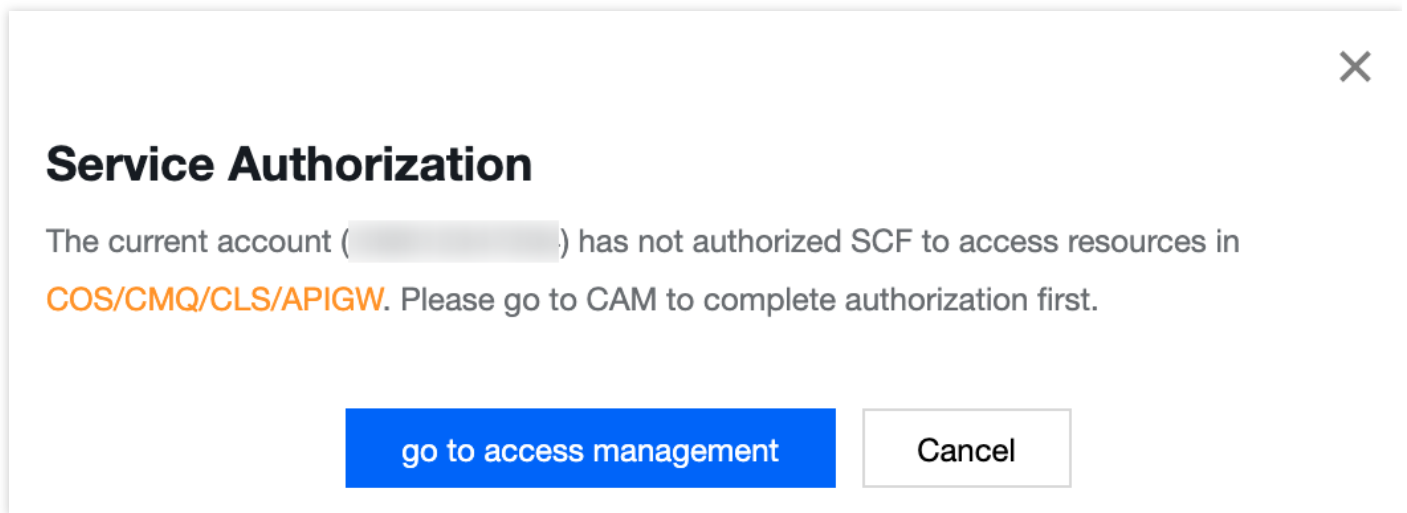 Service Authorization
The current account () has not authorized SCF to access resources in
COS/CMQ/CLS/APIGW. Please go to CAM to complete authorization first.
go to access management
Cancel